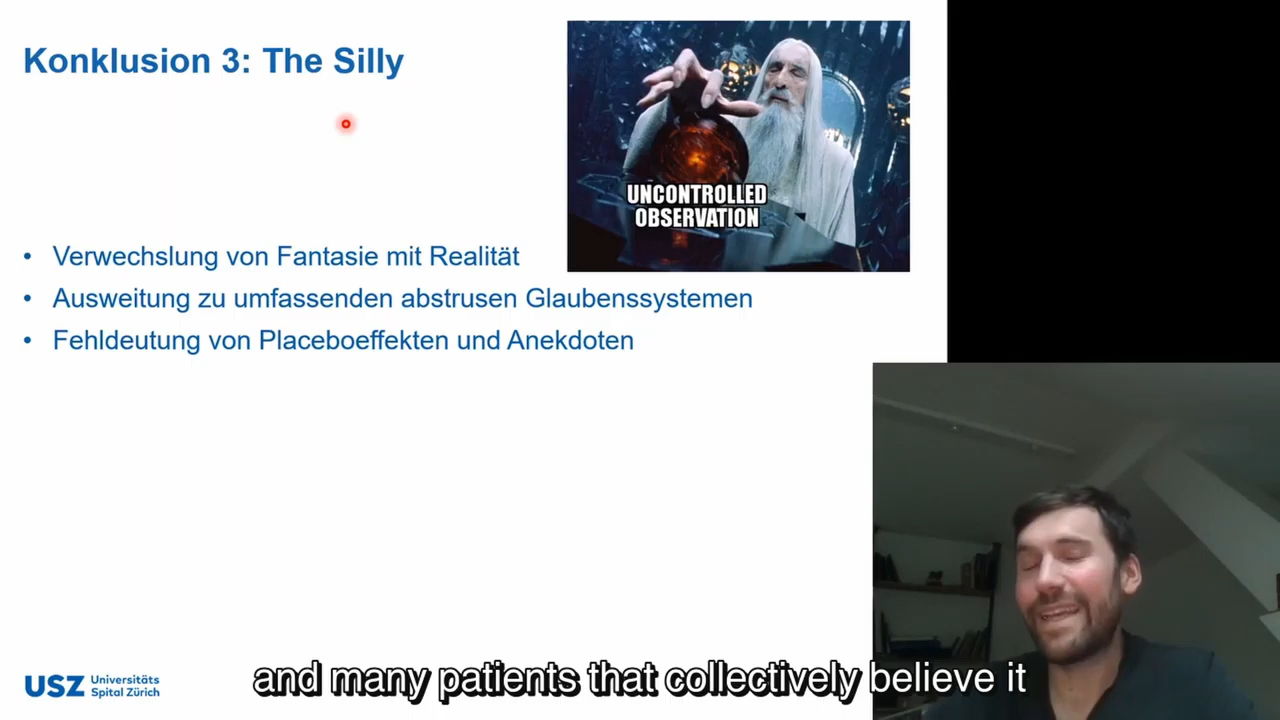 Konklusion 3: The Silly
UNCONTROLLED
OBSERVATION
• Verwechslung von Fantasie mit Realität
• Ausweitung zu umfassenden abstrusen Glaubenssystemen
• Fehldeutung von Placeboeffekten und Anekdoten
USZ Universitäts
Spital Zürich
and many patients that collectively believe it